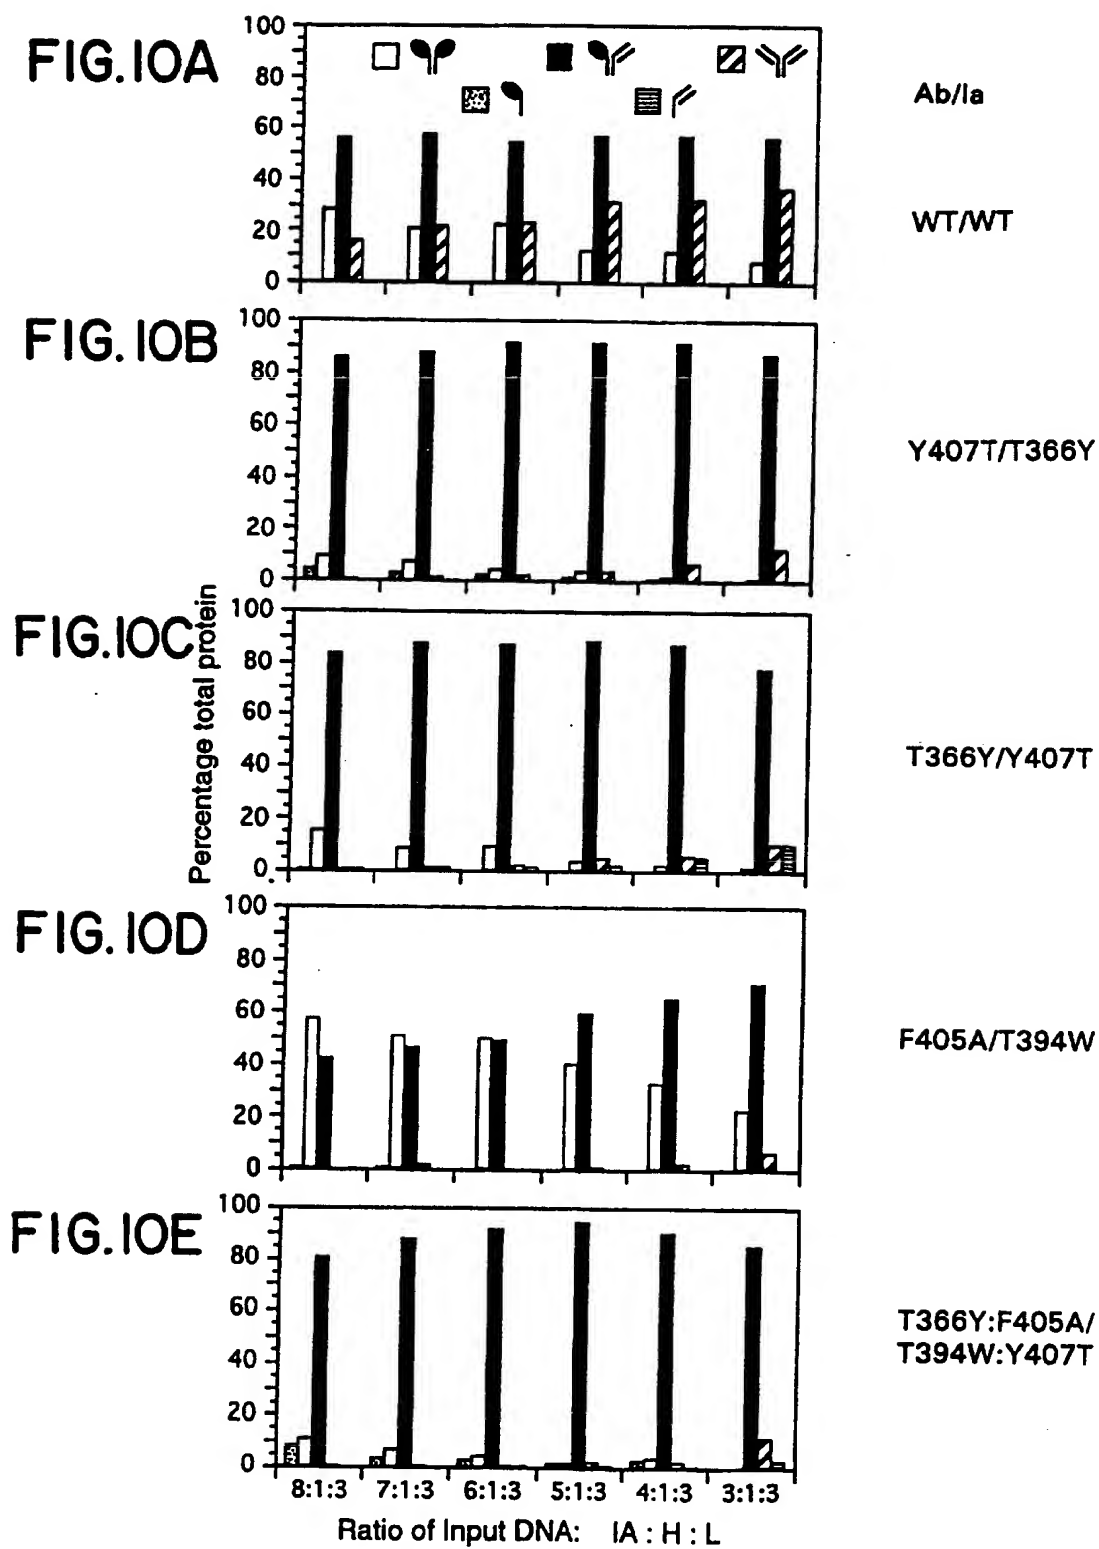 FIG. 10A
100
80
60
40
20
0
Ab/Ia
WT/WT
FIG. 10B
100
80
60
40
20
0
Y407T/T366Y
FIG. 10C
100
80
60
40
20
0
T366Y/Y407T
Percentage total protein
FIG. 10D
100
80
60
40
20
0
F405A/T394W
FIG. 10E
100
80
60
40
20
0
T366Y:F405A/
T394W:Y407T
8:1:3 7:1:3 6:1:3 5:1:3 4:1:3 3:1:3
Ratio of Input DNA: IA : H : L